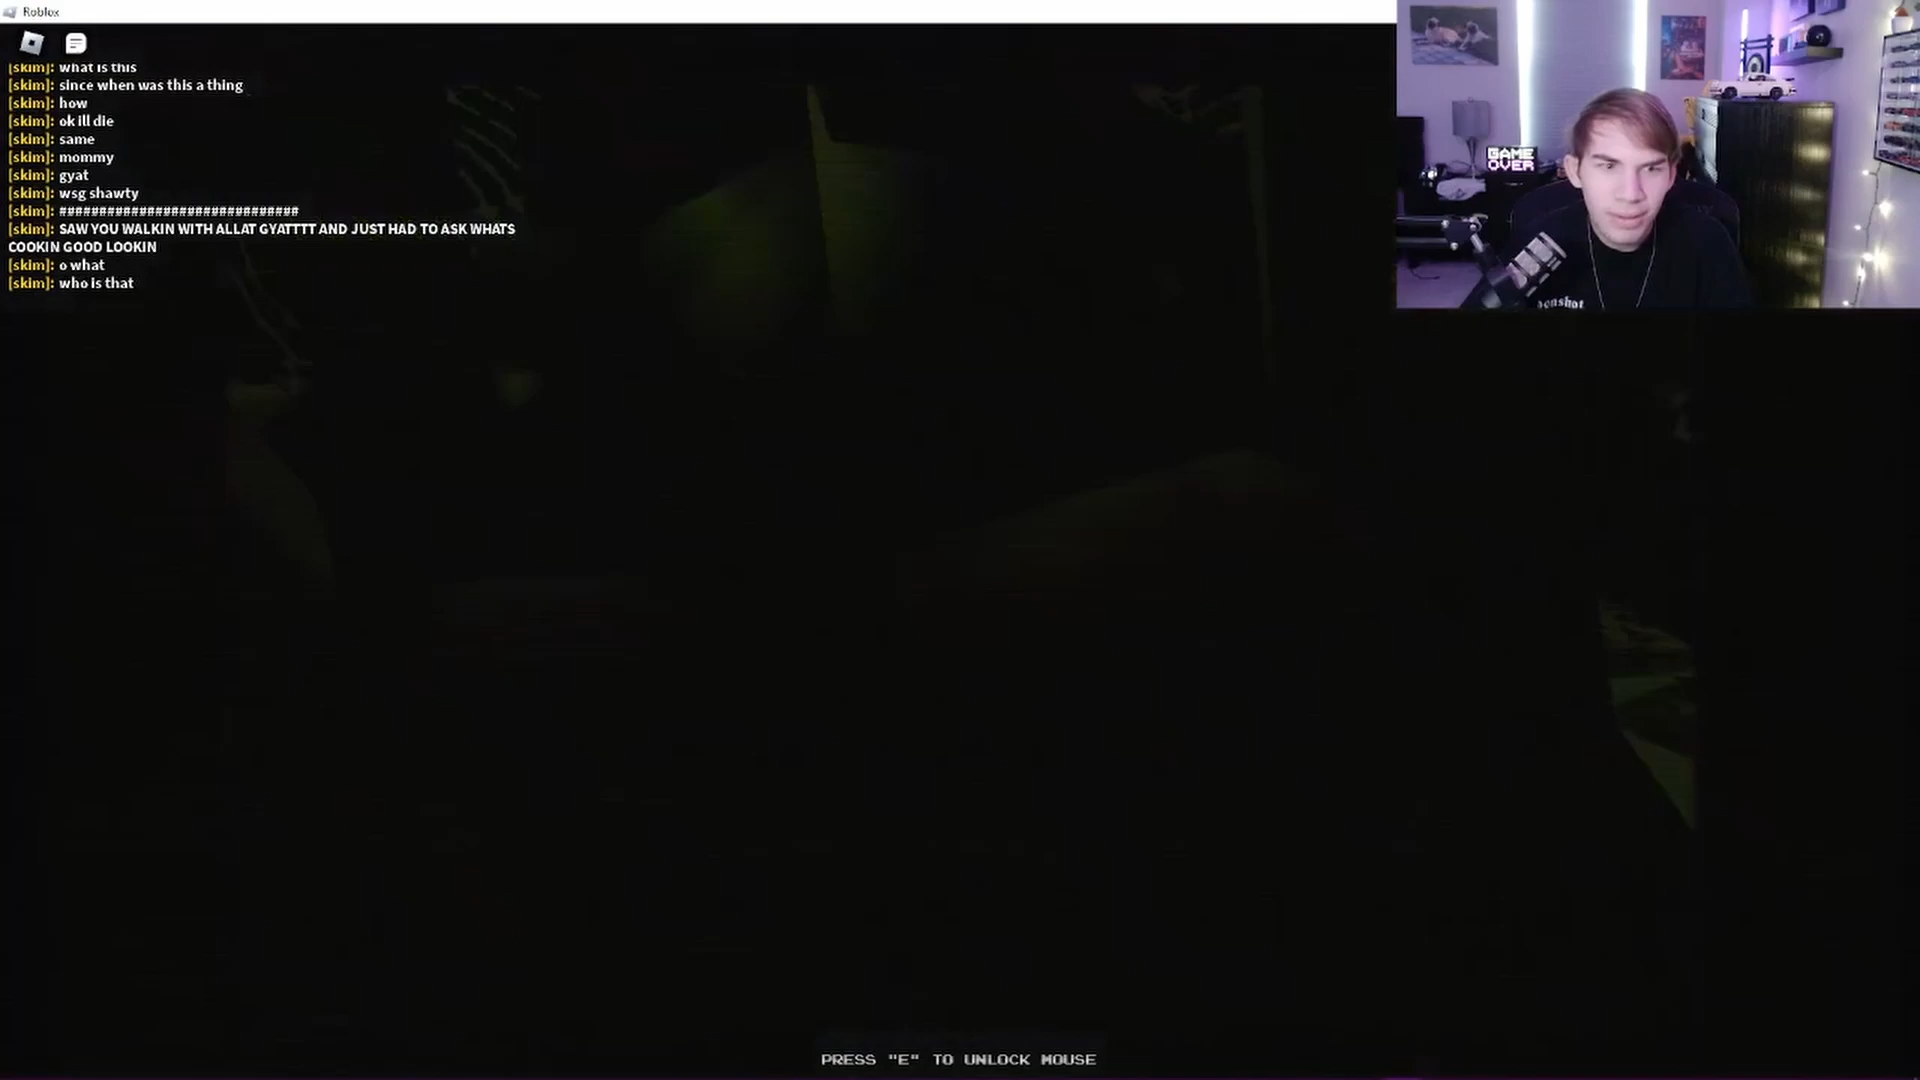 Roblox
[skim]: what is this
[skim]: since when was this a thing
[skim]: how
[skim]: ok ill die
[skim]: same
[skim]: mommy
[skim]: gyat
[skim]: wsg shawty
[skim]: ##############################
[skim]: SAW YOU WALKIN WITH ALLAT GYATTTT AND JUST HAD TO ASK WHATS
COOKIN GOOD LOOKIN
[skim]: o what
[skim]: who is that
GAME
OVER
PRESS "E" TO UNLOCK MOUSE